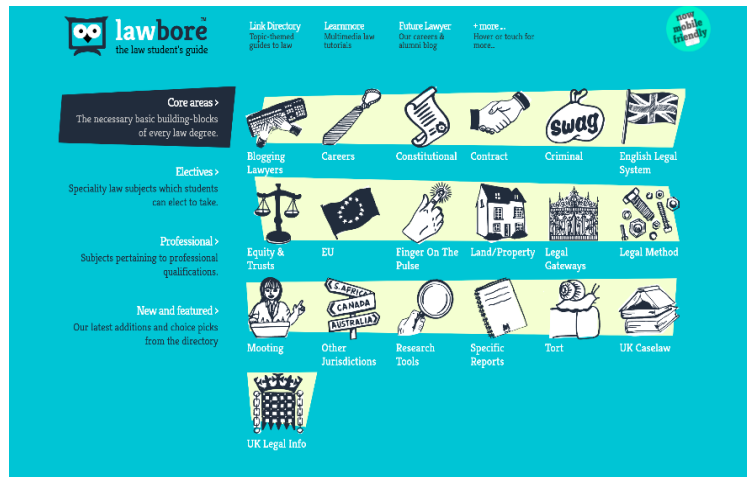 lawbore™
the law student's guide
Link Directory
Topic-themed
guides to law
Learnmore
Multimedia law
tutorials
Future Lawyer
Our careers &
alumni blog
+ more ...
Hover or touch for
more..
now
mobile
friendly
Core areas ›
The necessary basic building-blocks
of every law degree.
Electives ›
Speciality law subjects which students
can elect to take.
Professional ›
Subjects pertaining to professional
qualifications.
New and featured ›
Our latest additions and choice picks
from the directory
Blogging
Lawyers
Careers
Constitutional
Contract
swag
Criminal
English Legal
System
Equity &
Trusts
EU
Finger On The
Pulse
Land/Property
Legal
Gateways
Legal Method
Mooting
S.AFRICA
CANADA
AUSTRALIA
Other
Jurisdictions
Research
Tools
Specific
Reports
Tort
UK Caselaw
UK Legal Info